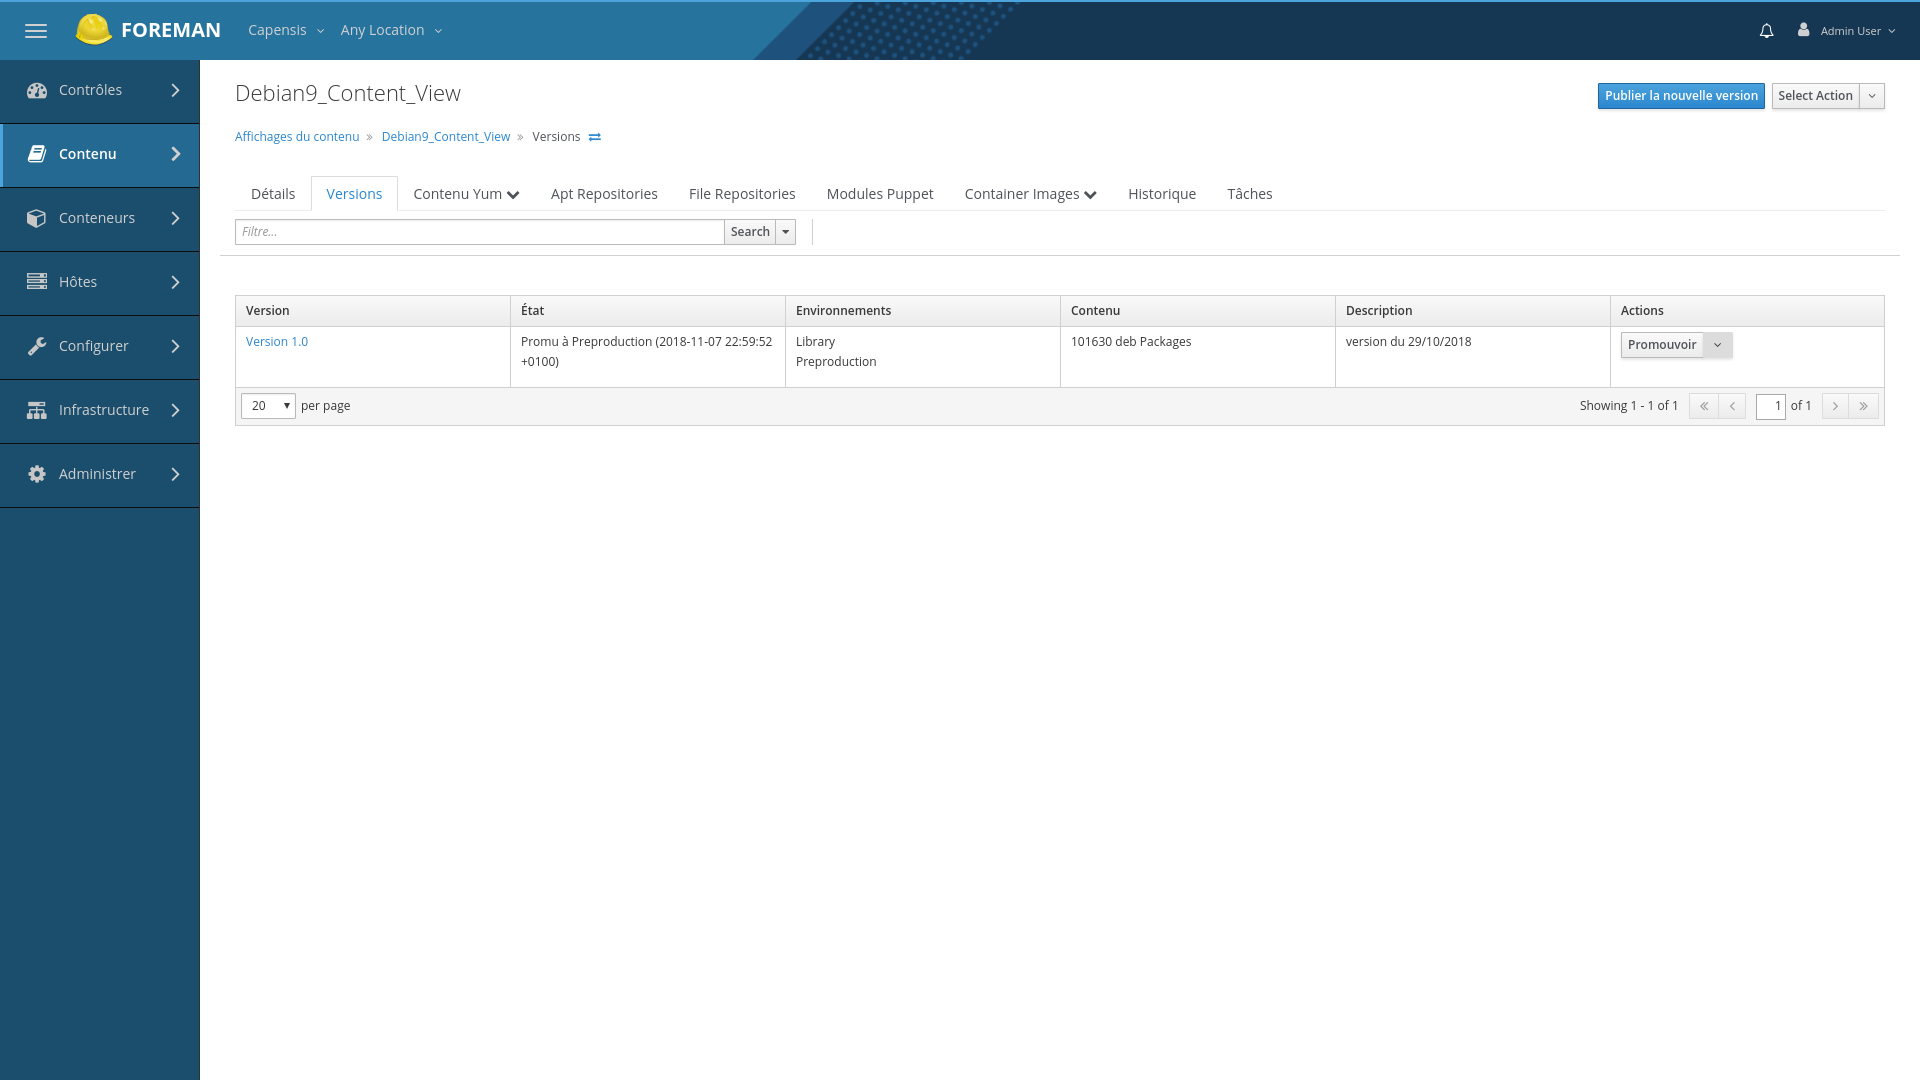 FOREMAN
Capensis
Any Location
Admin User
Contrôles
Contenu
Conteneurs
Hôtes
Configurer
Infrastructure
Administrer
Debian9_Content_View
Publier la nouvelle version
Select Action
Affichages du contenu » Debian9_Content_View » Versions
Détails
Versions
Contenu Yum
Apt Repositories
File Repositories
Modules Puppet
Container Images
Historique
Tâches
Filtre...
Search
Version
État
Environnements
Contenu
Description
Actions
Version 1.0
Promu à Preproduction (2018-11-07 22:59:52
+0100)
Library
Preproduction
101630 deb Packages
version du 29/10/2018
Promouvoir
20
per page
Showing 1 - 1 of 1
1
of 1